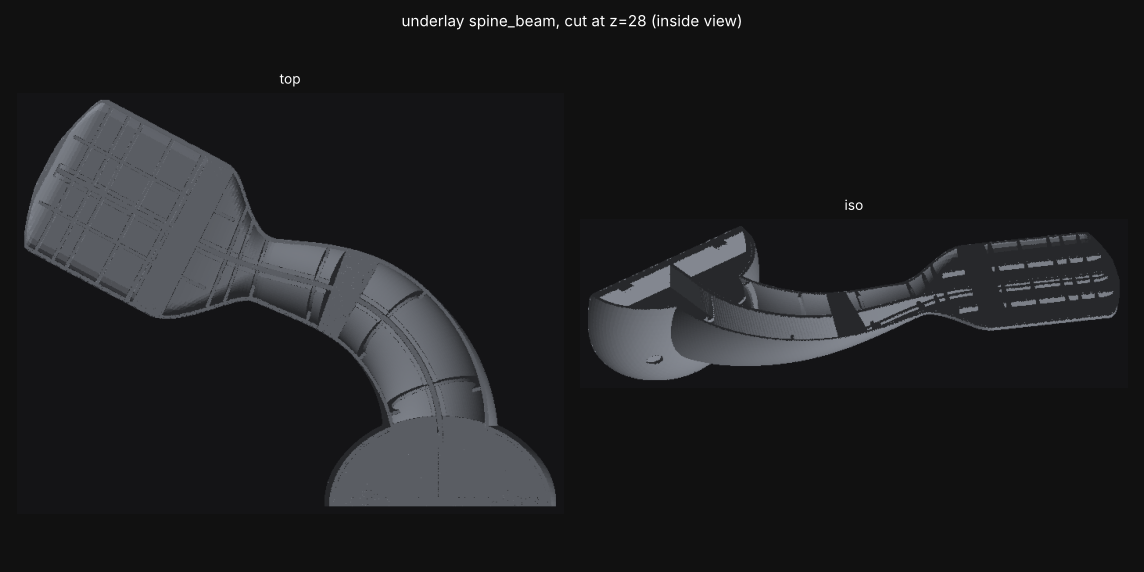 underlay spine_beam, cut at z=28 (inside view)
top
iso